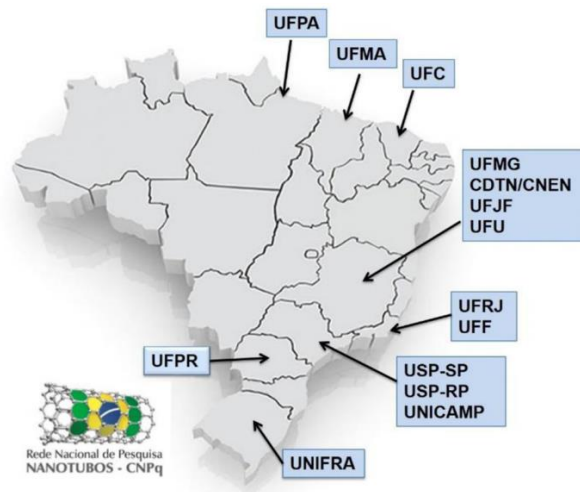 UFPA
UFMA
UFC
UFMG
CDTN/CNEN
UFJF
UFU
UFRJ
UFF
UFPR
USP-SP
USP-RP
UNICAMP
UNIFRA
Rede Nacional de Pesquisa
NANOTUBOS - CNPq